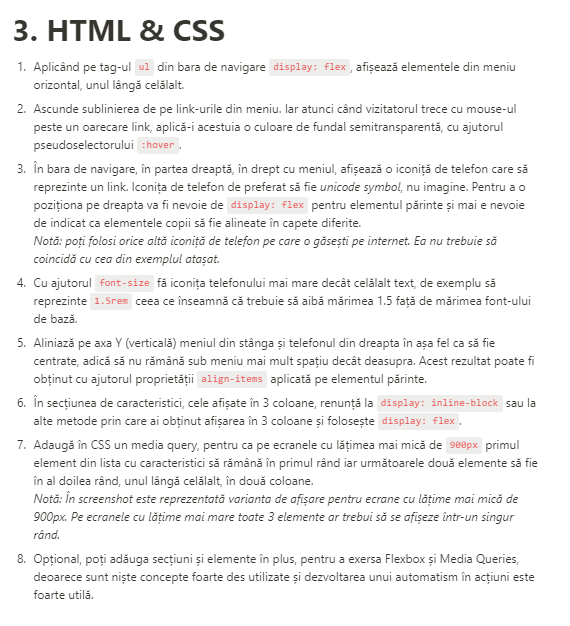 3. HTML & CSS
1. Aplicând pe tag-ul ul din bara de navigare display: flex, afișează elementele din meniu
orizontal, unul lângă celălalt.
2. Ascunde sublinierea de pe link-urile din meniu. Iar atunci când vizitatorul trece cu mouse-ul
peste un oarecare link, aplică-i acestuia o culoare de fundal semitransparentă, cu ajutorul
pseudoselectorului :hover.
3. În bara de navigare, în partea dreaptă, în drept cu meniul, afișează o iconiță de telefon care să
reprezinte un link. Iconița de telefon de preferat să fie unicode symbol, nu imagine. Pentru a o
poziționa pe dreapta va fi nevoie de display: flex pentru elementul părinte și mai e nevoie
de indicat ca elementele copii să fie alineate în capete diferite.
Notă: poți folosi orice altă iconiță de telefon pe care o găsești pe internet. Ea nu trebuie să
coincidă cu cea din exemplul atașat.
4. Cu ajutorul font-size fă iconița telefonului mai mare decât celălalt text, de exemplu să
reprezinte 1.5rem ceea ce înseamnă că trebuie să aibă mărimea 1.5 față de mărimea font-ului
de bază.
5. Aliniază pe axa Y (verticală) meniul din stânga și telefonul din dreapta în așa fel ca să fie
centrate, adică să nu rămână sub meniu mai mult spațiu decât deasupra. Acest rezultat poate fi
obținut cu ajutorul proprietății align-items aplicată pe elementul părinte.
6. În secțiunea de caracteristici, cele afișate în 3 coloane, renunță la display: inline-block sau la
alte metode prin care ai obținut afișarea în 3 coloane și folosește display: flex.
7. Adaugă în CSS un media query, pentru ca pe ecranele cu lățimea mai mică de 900px primul
element din lista cu caracteristici să rămână în primul rând iar următoarele două elemente să fie
în al doilea rând, unul lângă celălalt, în două coloane.
Notă: În screenshot este reprezentată varianta de afișare pentru ecrane cu lățime mai mică de
900px. Pe ecranele cu lățime mai mare toate 3 elemente ar trebui să se afișeze într-un singur
rând.
8. Opțional, poți adăuga secțiuni și elemente în plus, pentru a exersa Flexbox și Media Queries,
deoarece sunt niște concepte foarte des utilizate și dezvoltarea unui automatism în acțiuni este
foarte utilă.